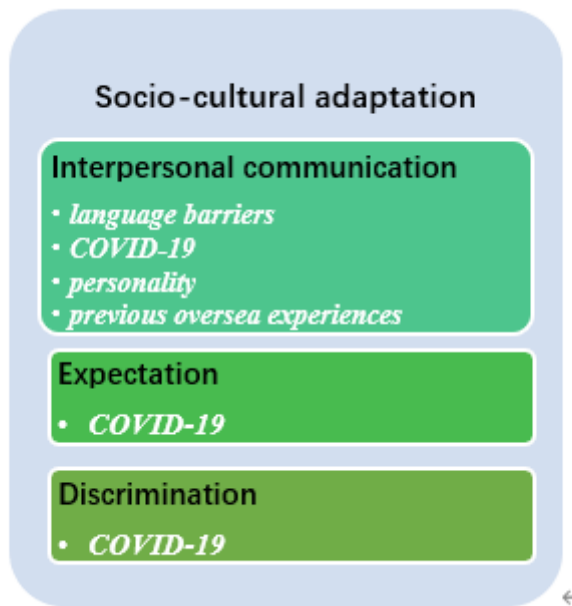 Socio-cultural adaptation
Interpersonal communication
• language barriers
• COVID-19
• personality
• previous oversea experiences
Expectation
• COVID-19
Discrimination
• COVID-19